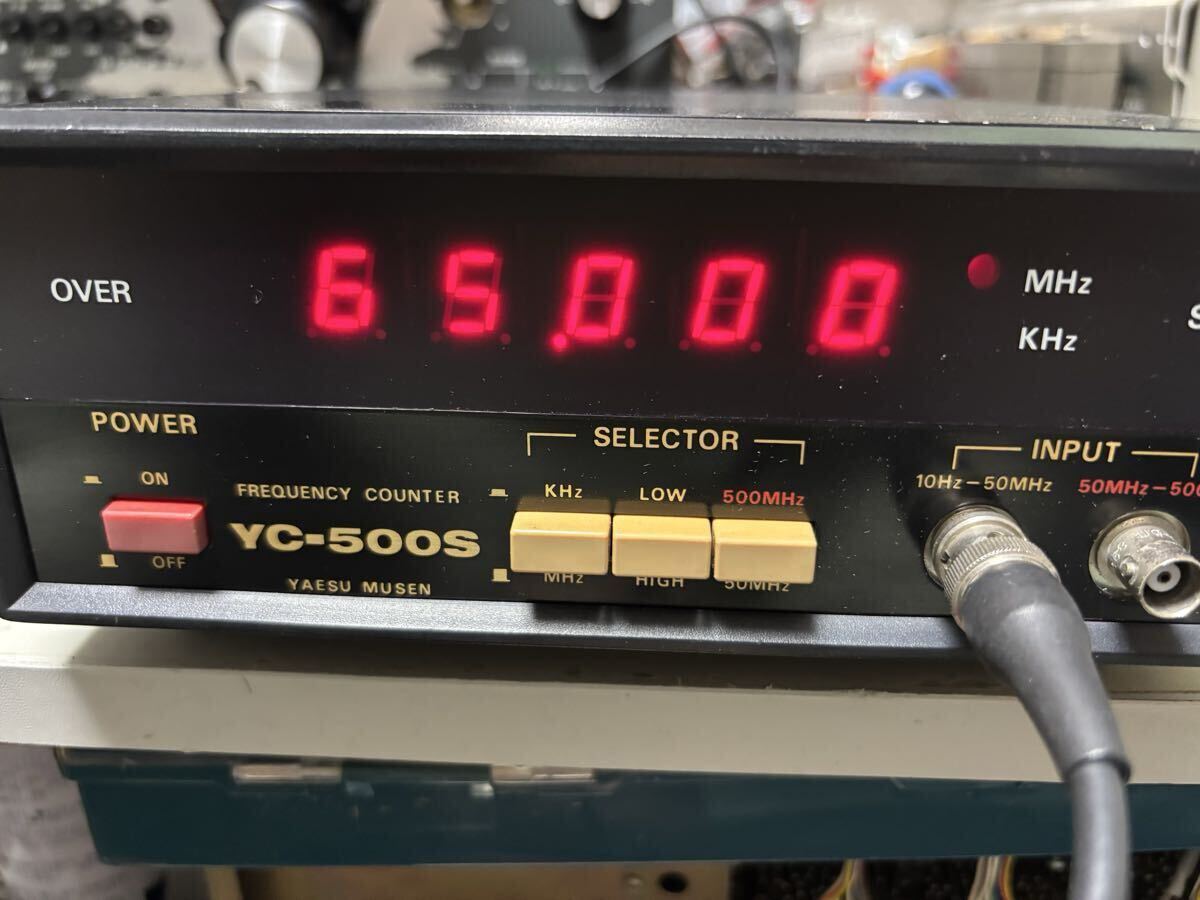 OVER
65.000
MHz
KHz
POWER
ON
OFF
FREQUENCY COUNTER
YC-500S
YAESU MUSEN
SELECTOR
KHz LOW 500MHz
MHz HIGH 50MHz
INPUT
10Hz-50MHz